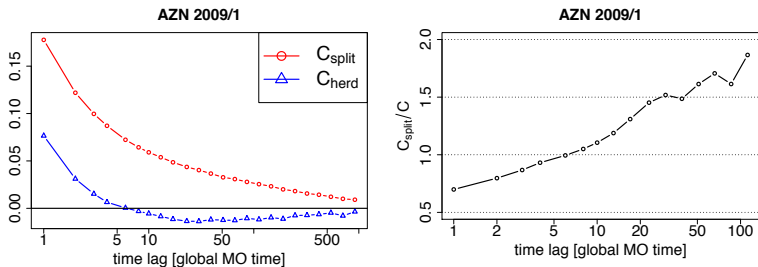 AZN 2009/1
0.15
0.10
0.05
0.00
C_split
C_herd
1 5 10 50 500
time lag [global MO time]
AZN 2009/1
C_split/C
2.0
1.5
1.0
0.5
1 2 5 10 20 50 100
time lag [global MO time]